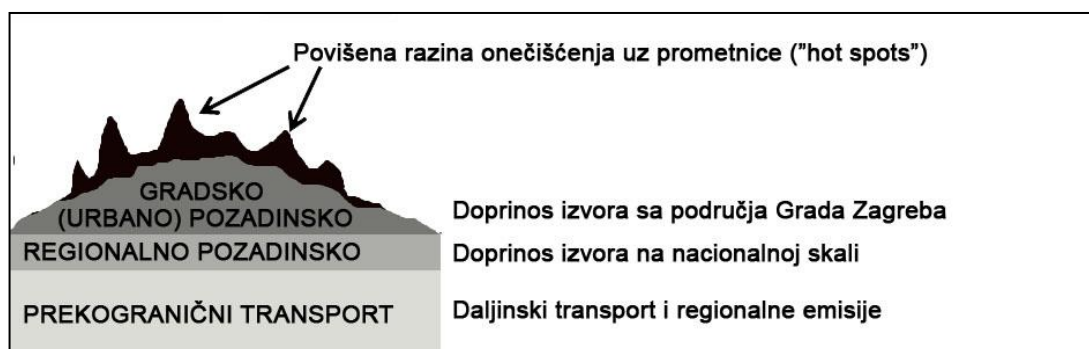 Povišena razina onečišćenja uz prometnice ("hot spots")
GRADSKO
(URBANO) POZADINSKO
Doprinos izvora sa područja Grada Zagreba
REGIONALNO POZADINSKO
Doprinos izvora na nacionalnoj skali
PREKOGRANIČNI TRANSPORT
Daljinski transport i regionalne emisije